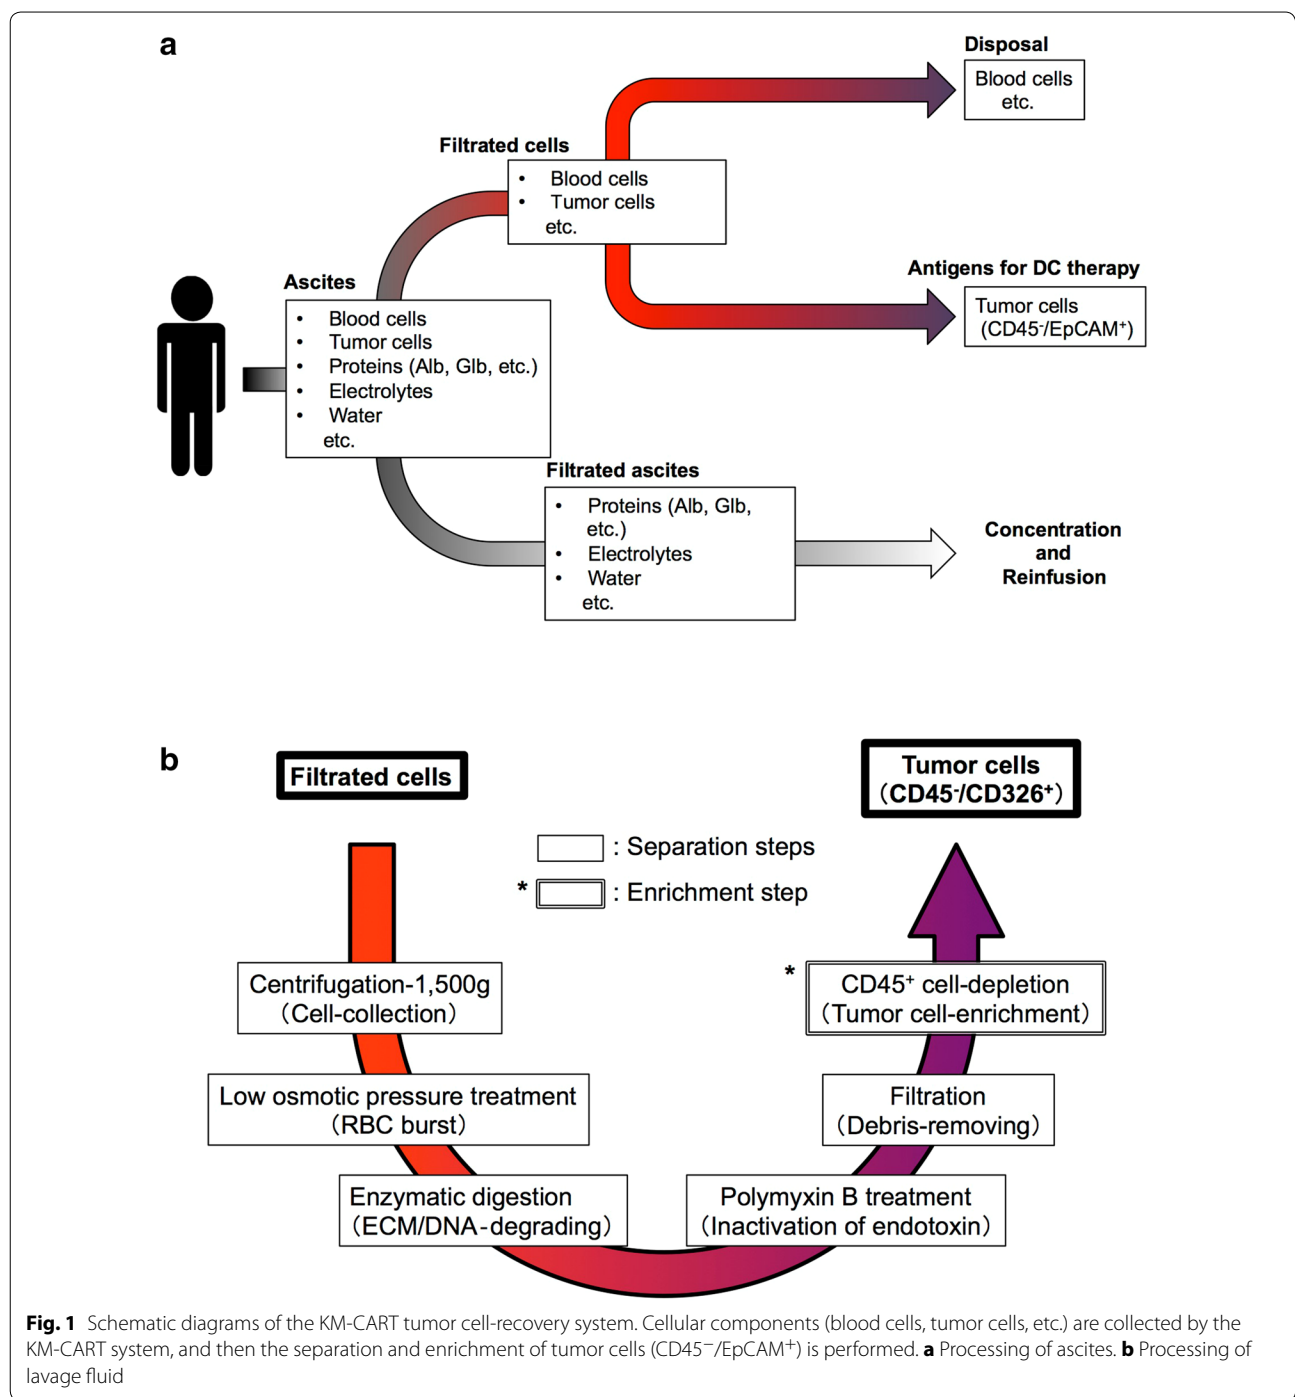 a
Disposal
Blood cells
etc.
Filtrated cells
• Blood cells
• Tumor cells
etc.
Antigens for DC therapy
Tumor cells
(CD45-/EpCAM+)
Ascites
• Blood cells
• Tumor cells
• Proteins (Alb, Glb, etc.)
• Electrolytes
• Water
etc.
Filtrated ascites
• Proteins (Alb, Glb,
etc.)
• Electrolytes
• Water
etc.
Concentration
and
Reinfusion
b
Filtrated cells
Tumor cells
(CD45-/CD326+)
: Separation steps
* : Enrichment step
Centrifugation-1,500g
(Cell-collection)
Low osmotic pressure treatment
(RBC burst)
Enzymatic digestion
(ECM/DNA-degrading)
Polymyxin B treatment
(Inactivation of endotoxin)
Filtration
(Debris-removing)
* CD45+ cell-depletion
(Tumor cell-enrichment)
Fig. 1 Schematic diagrams of the KM-CART tumor cell-recovery system. Cellular components (blood cells, tumor cells, etc.) are collected by the
KM-CART system, and then the separation and enrichment of tumor cells (CD45−/EpCAM+) is performed. a Processing of ascites. b Processing of
lavage fluid